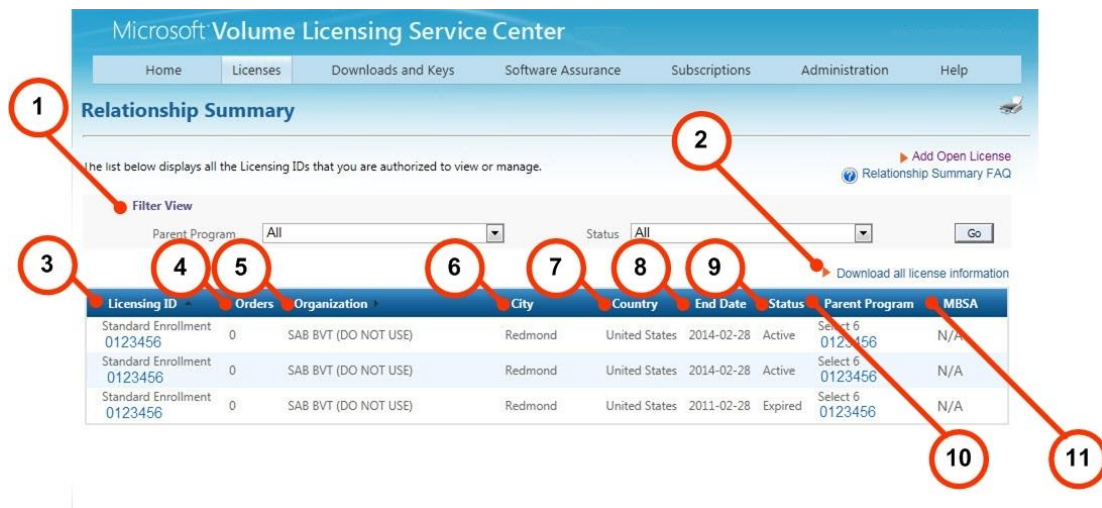 Microsoft Volume Licensing Service Center
Home Licenses Downloads and Keys Software Assurance Subscriptions Administration Help
1
Relationship Summary
2
The list below displays all the Licensing IDs that you are authorized to view or manage.
Add Open License
Relationship Summary FAQ
Filter View
Parent Program All Status All Go
3 4 5 6 7 8 9
Download all license information
Licensing ID Orders Organization City Country End Date Status Parent Program MBSA
Standard Enrollment Select 6
0123456 0 SAB BVT (DO NOT USE) Redmond United States 2014-02-28 Active 0123456 N/A
Standard Enrollment Select 6
0123456 0 SAB BVT (DO NOT USE) Redmond United States 2014-02-28 Active 0123456 N/A
Standard Enrollment Select 6
0123456 0 SAB BVT (DO NOT USE) Redmond United States 2011-02-28 Expired 0123456 N/A
10 11